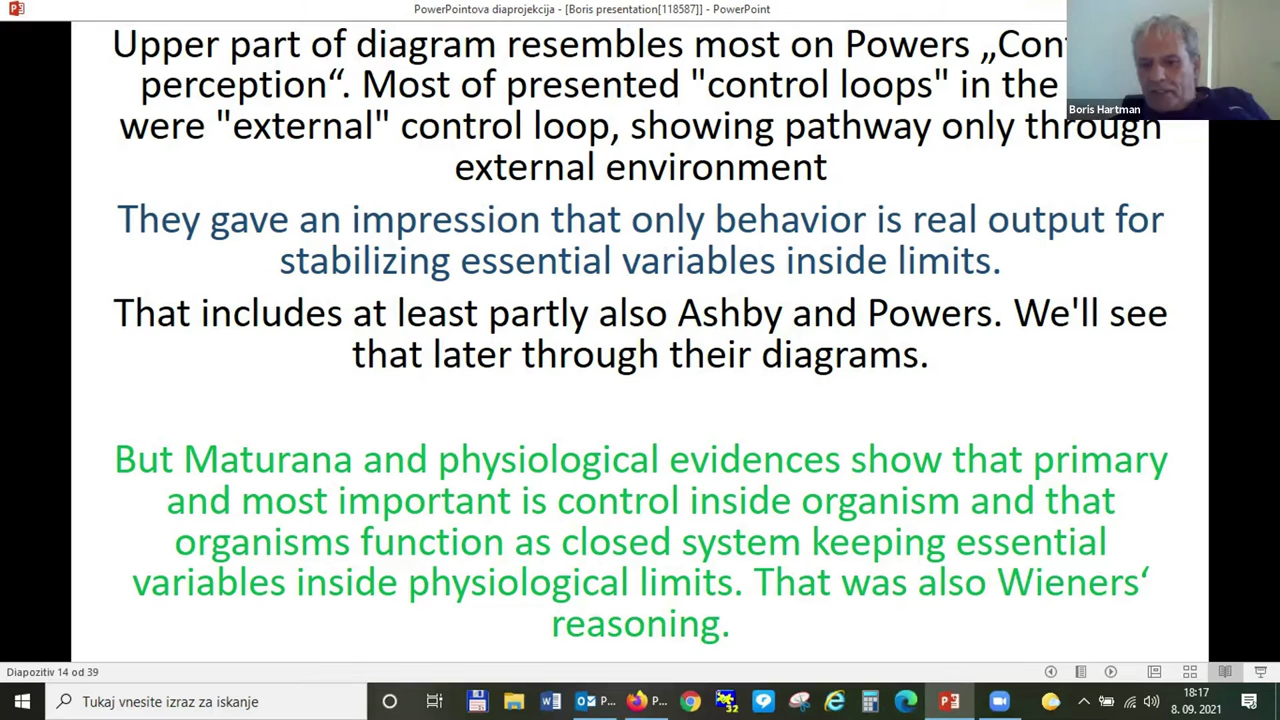 PowerPointova diaprojekcija - [Boris presentation[118587]] - PowerPoint
Upper part of diagram resembles most on Powers „Con
perception“. Most of presented "control loops" in the
were "external" control loop, showing pathway only through
external environment
Boris Hartman
They gave an impression that only behavior is real output for
stabilizing essential variables inside limits.
That includes at least partly also Ashby and Powers. We'll see
that later through their diagrams.
But Maturana and physiological evidences show that primary
and most important is control inside organism and that
organisms function as closed system keeping essential
variables inside physiological limits. That was also Wieners‘
reasoning.
Diapozitiv 14 od 39
Tukaj vnesite izraz za iskanje
32
P...
P...
18:17
8. 09. 2021